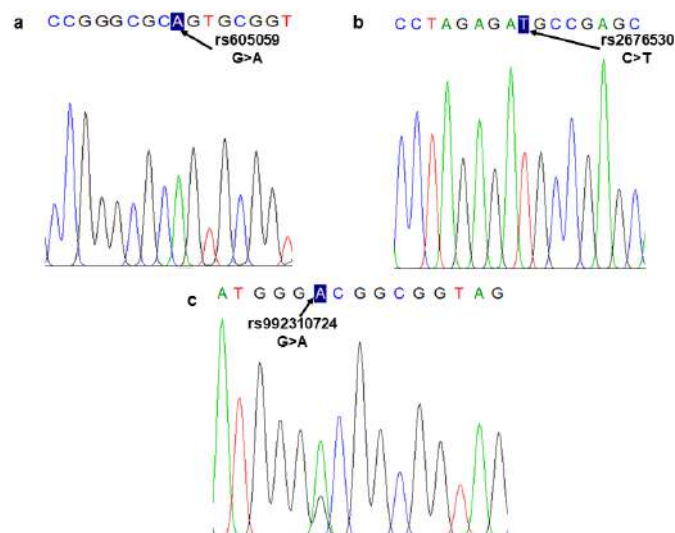 a
CCGGGCGCAGTGCGGT
rs605059
G>A
b
CCTAGAGATGCCGAGC
rs2676530
C>T
c
ATGGGACGGCGGTAG
rs992310724
G>A